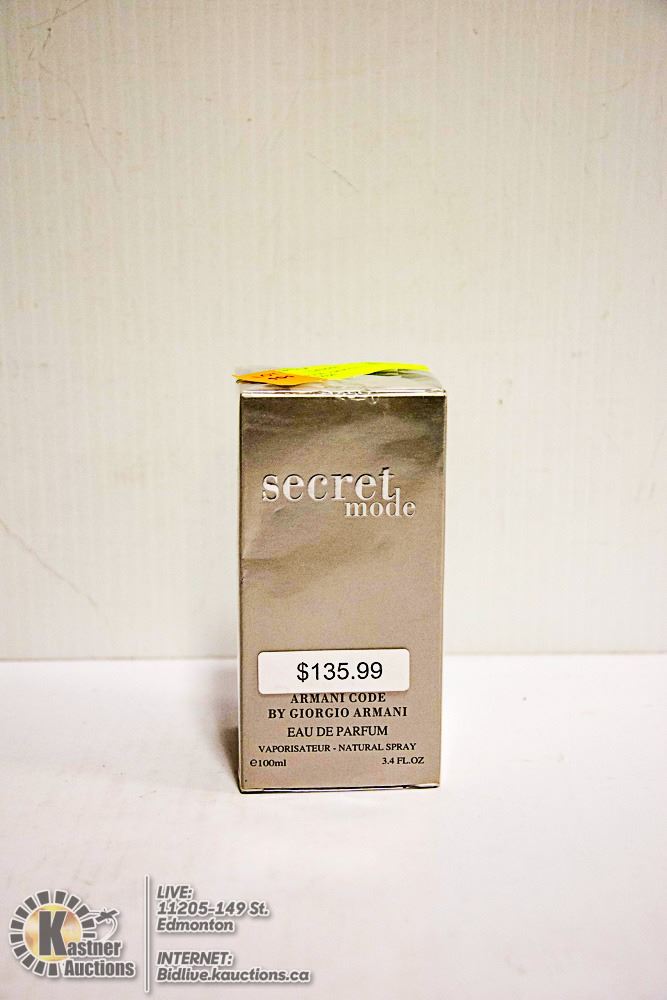 secret
mode
$135.99
ARMANI CODE
BY GIORGIO ARMANI
EAU DE PARFUM
VAPORISATEUR - NATURAL SPRAY
℮100ml 3.4 FL.OZ
Kastner
Auctions
LIVE:
11205-149 St.
Edmonton
INTERNET:
Bidlive.kauctions.ca